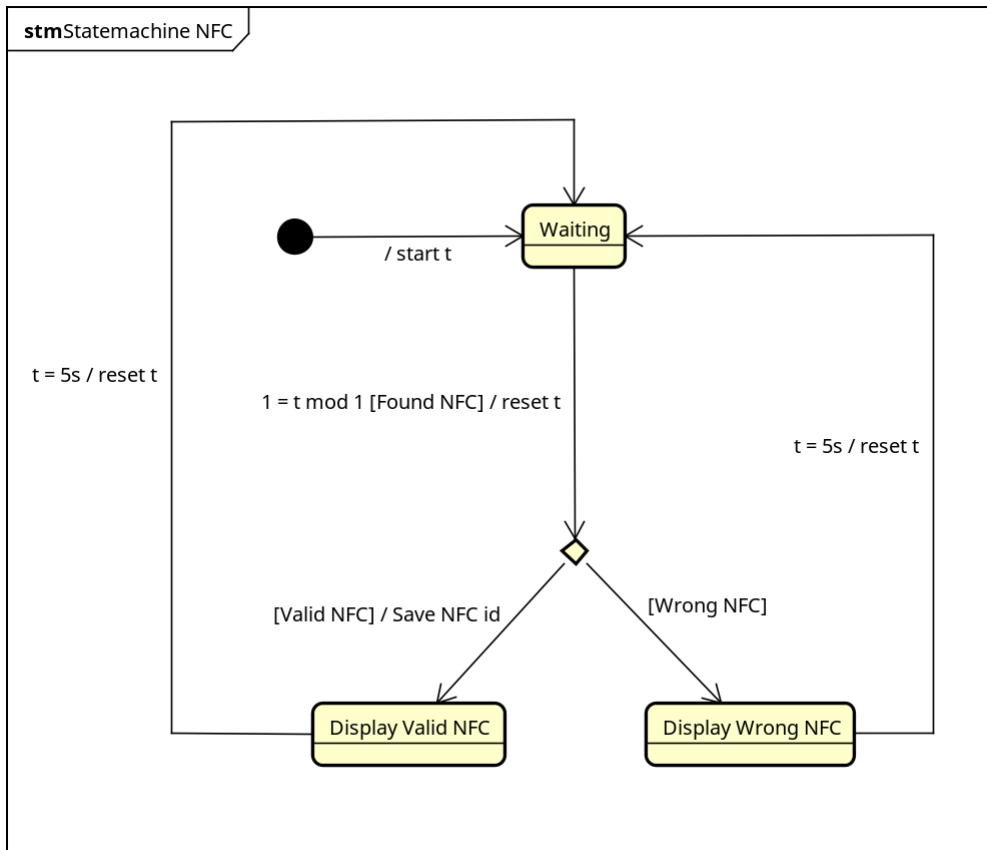 stmStatemachine NFC
Waiting
/ start t
t = 5s / reset t
1 = t mod 1 [Found NFC] / reset t
t = 5s / reset t
[Valid NFC] / Save NFC id
[Wrong NFC]
Display Valid NFC
Display Wrong NFC